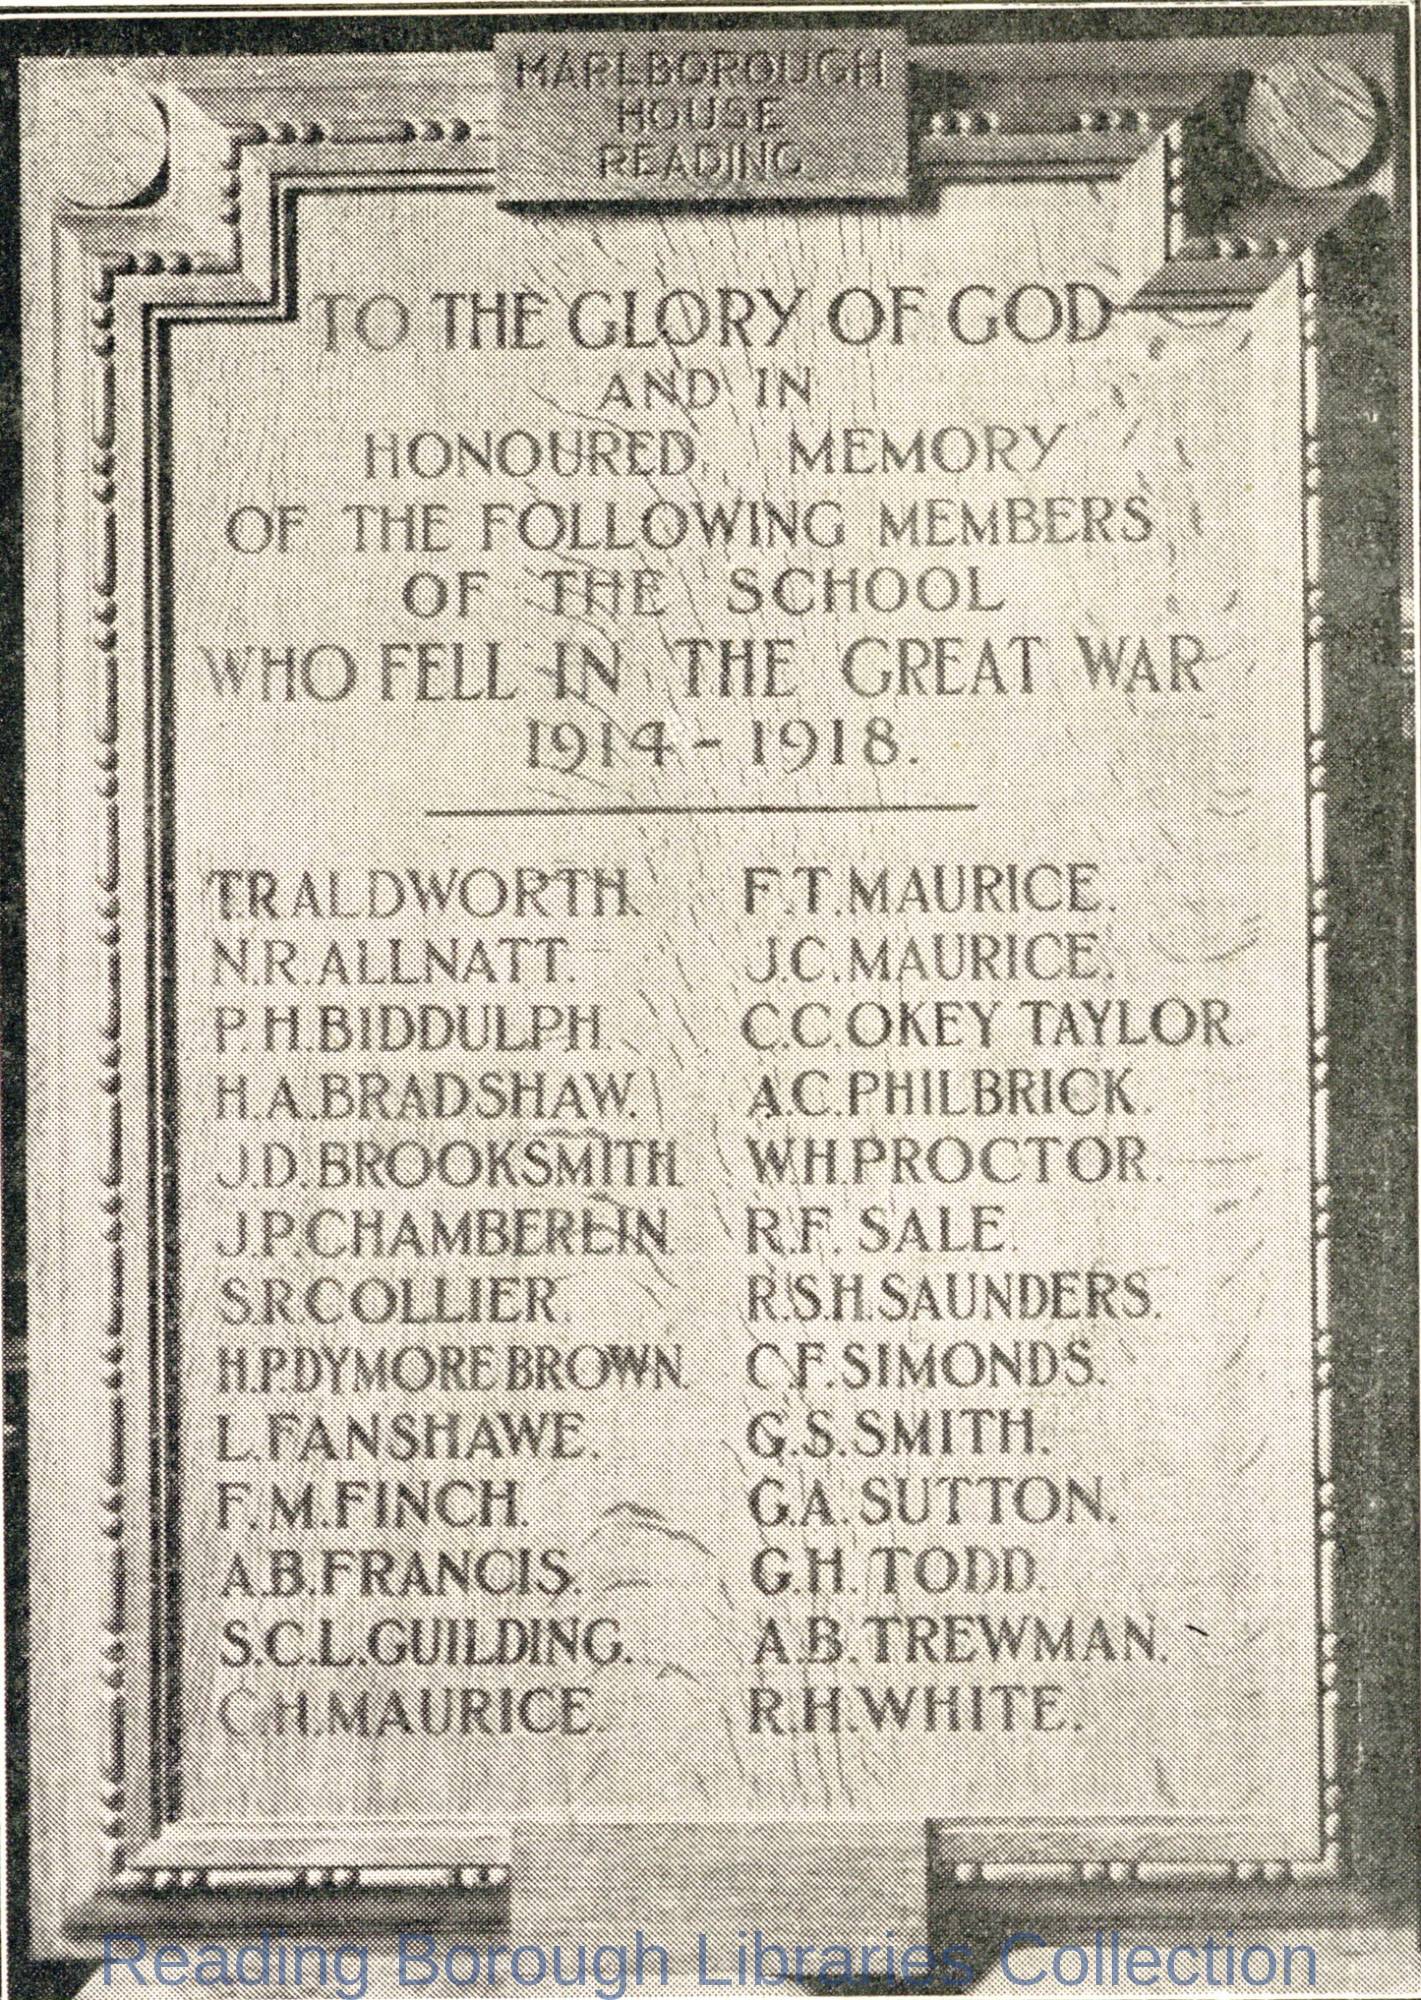 MARLBOROUGH
HOUSE
READING
TO THE GLORY OF GOD
AND IN
HONOURED MEMORY
OF THE FOLLOWING MEMBERS
OF THE SCHOOL
WHO FELL IN THE GREAT WAR
1914 - 1918.
T.R ALDWORTH.
N.R. ALLNATT.
P.H. BIDDULPH.
H.A. BRADSHAW.
J.D. BROOKSMITH.
J.P. CHAMBERLIN.
S.R COLLIER.
H.P. DYMORE BROWN.
L. FANSHAWE.
F.M. FINCH.
A.B. FRANCIS.
S.C.L. GUILDING.
C.H. MAURICE.
F.T. MAURICE.
J.C. MAURICE.
C.C. OKEY TAYLOR.
A.C. PHILBRICK.
W.H. PROCTOR.
R.F. SALE.
R.S.H. SAUNDERS.
C.F. SIMONDS.
G.S. SMITH.
G.A. SUTTON.
G.H. TODD.
A.B. TREWMAN.
R.H. WHITE.
Reading Borough Libraries Collection